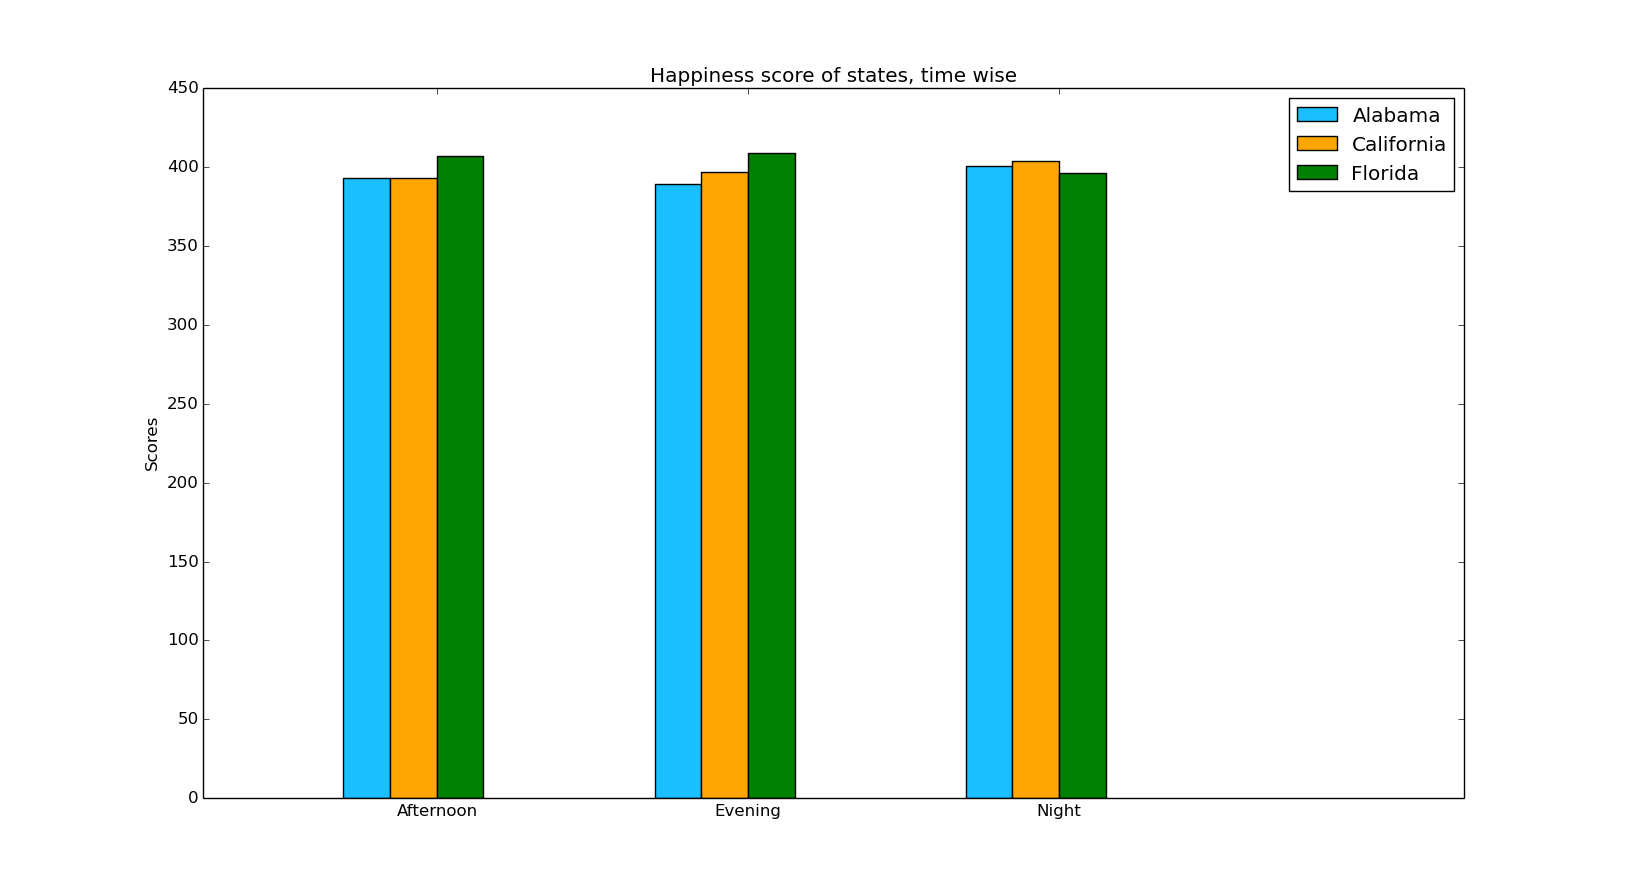 Happiness score of states, time wise
450
400
350
300
250
200
150
100
50
0
Scores
Afternoon
Evening
Night
Alabama
California
Florida